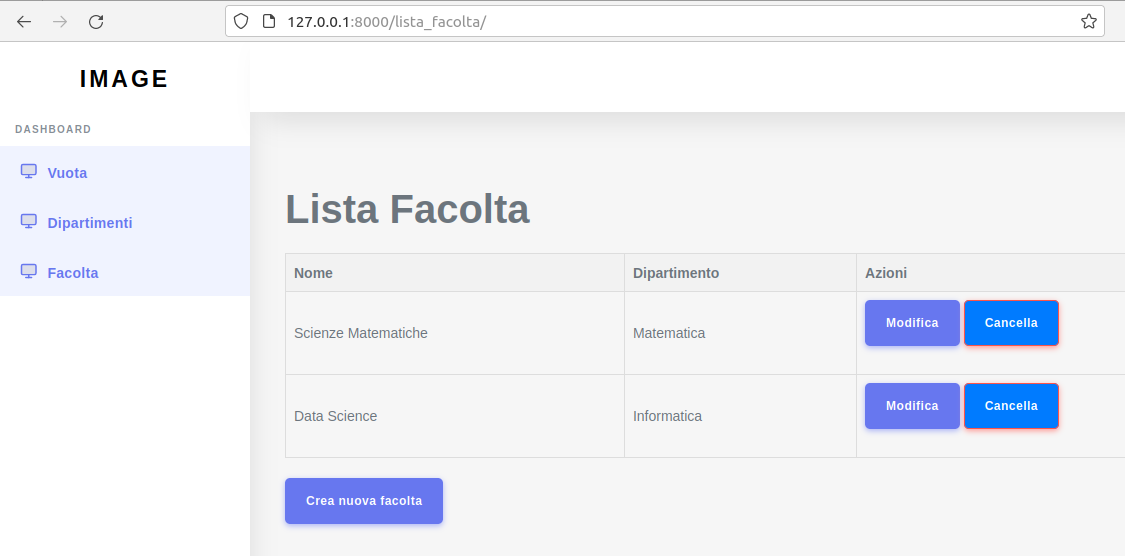 127.0.0.1:8000/lista_facolta/
IMAGE
DASHBOARD
Vuota
Dipartimenti
Facolta
Lista Facolta
Nome Dipartimento Azioni
Scienze Matematiche Matematica Modifica Cancella
Data Science Informatica Modifica Cancella
Crea nuova facolta